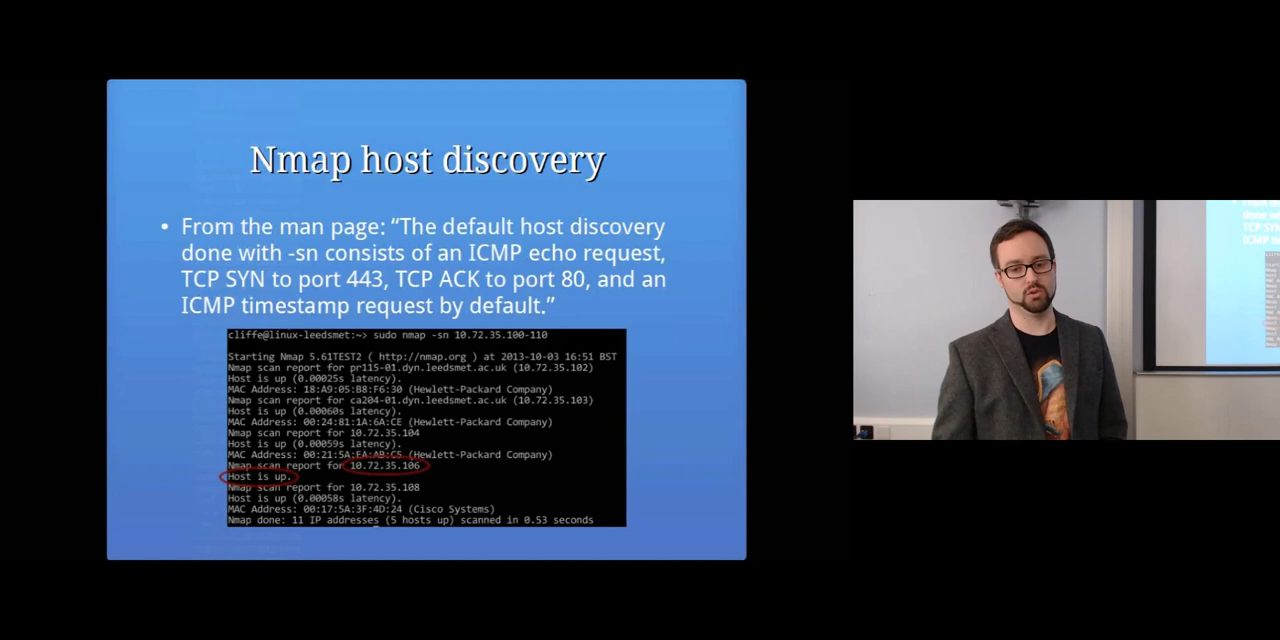 Nmap host discovery
• From the man page: “The default host discovery
done with -sn consists of an ICMP echo request,
TCP SYN to port 443, TCP ACK to port 80, and an
ICMP timestamp request by default.”
cliffe@linux-leedsmet:~> sudo nmap -sn 10.72.35.100-110
Starting Nmap 5.61TEST2 ( http://nmap.org ) at 2013-10-03 16:51 BST
Nmap scan report for pr115-01.dyn.leedsmet.ac.uk (10.72.35.102)
Host is up (0.00025s latency).
MAC Address: 18:A9:05:B8:F6:30 (Hewlett-Packard Company)
Nmap scan report for ca204-01.dyn.leedsmet.ac.uk (10.72.35.103)
Host is up (0.00060s latency).
MAC Address: 00:24:81:1A:6A:CE (Hewlett-Packard Company)
Nmap scan report for 10.72.35.104
Host is up (0.00059s latency).
MAC Address: 00:21:5A:EA:AB:C5 (Hewlett-Packard Company)
Nmap scan report for 10.72.35.106
Host is up.
Nmap scan report for 10.72.35.108
Host is up (0.00058s latency).
MAC Address: 00:17:5A:3F:4D:24 (Cisco Systems)
Nmap done: 11 IP addresses (5 hosts up) scanned in 0.53 seconds